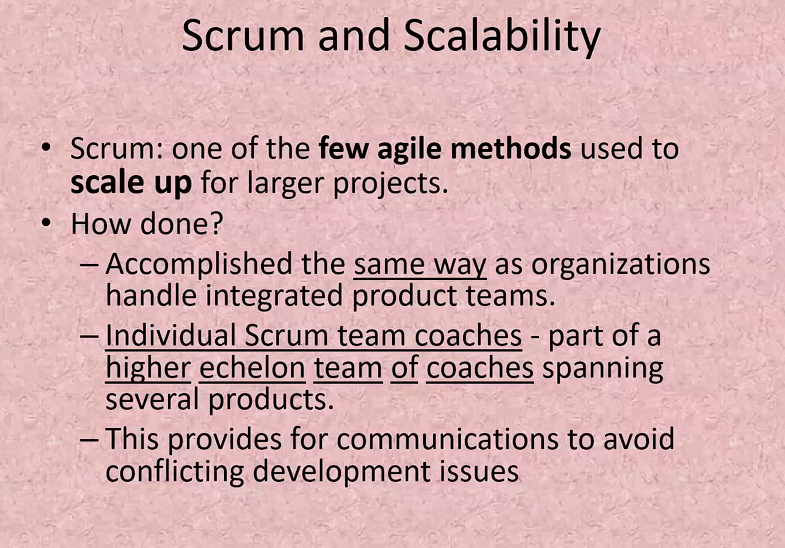 Scrum and Scalability
• Scrum: one of the few agile methods used to
scale up for larger projects.
• How done?
– Accomplished the same way as organizations
handle integrated product teams.
– Individual Scrum team coaches - part of a
higher echelon team of coaches spanning
several products.
– This provides for communications to avoid
conflicting development issues